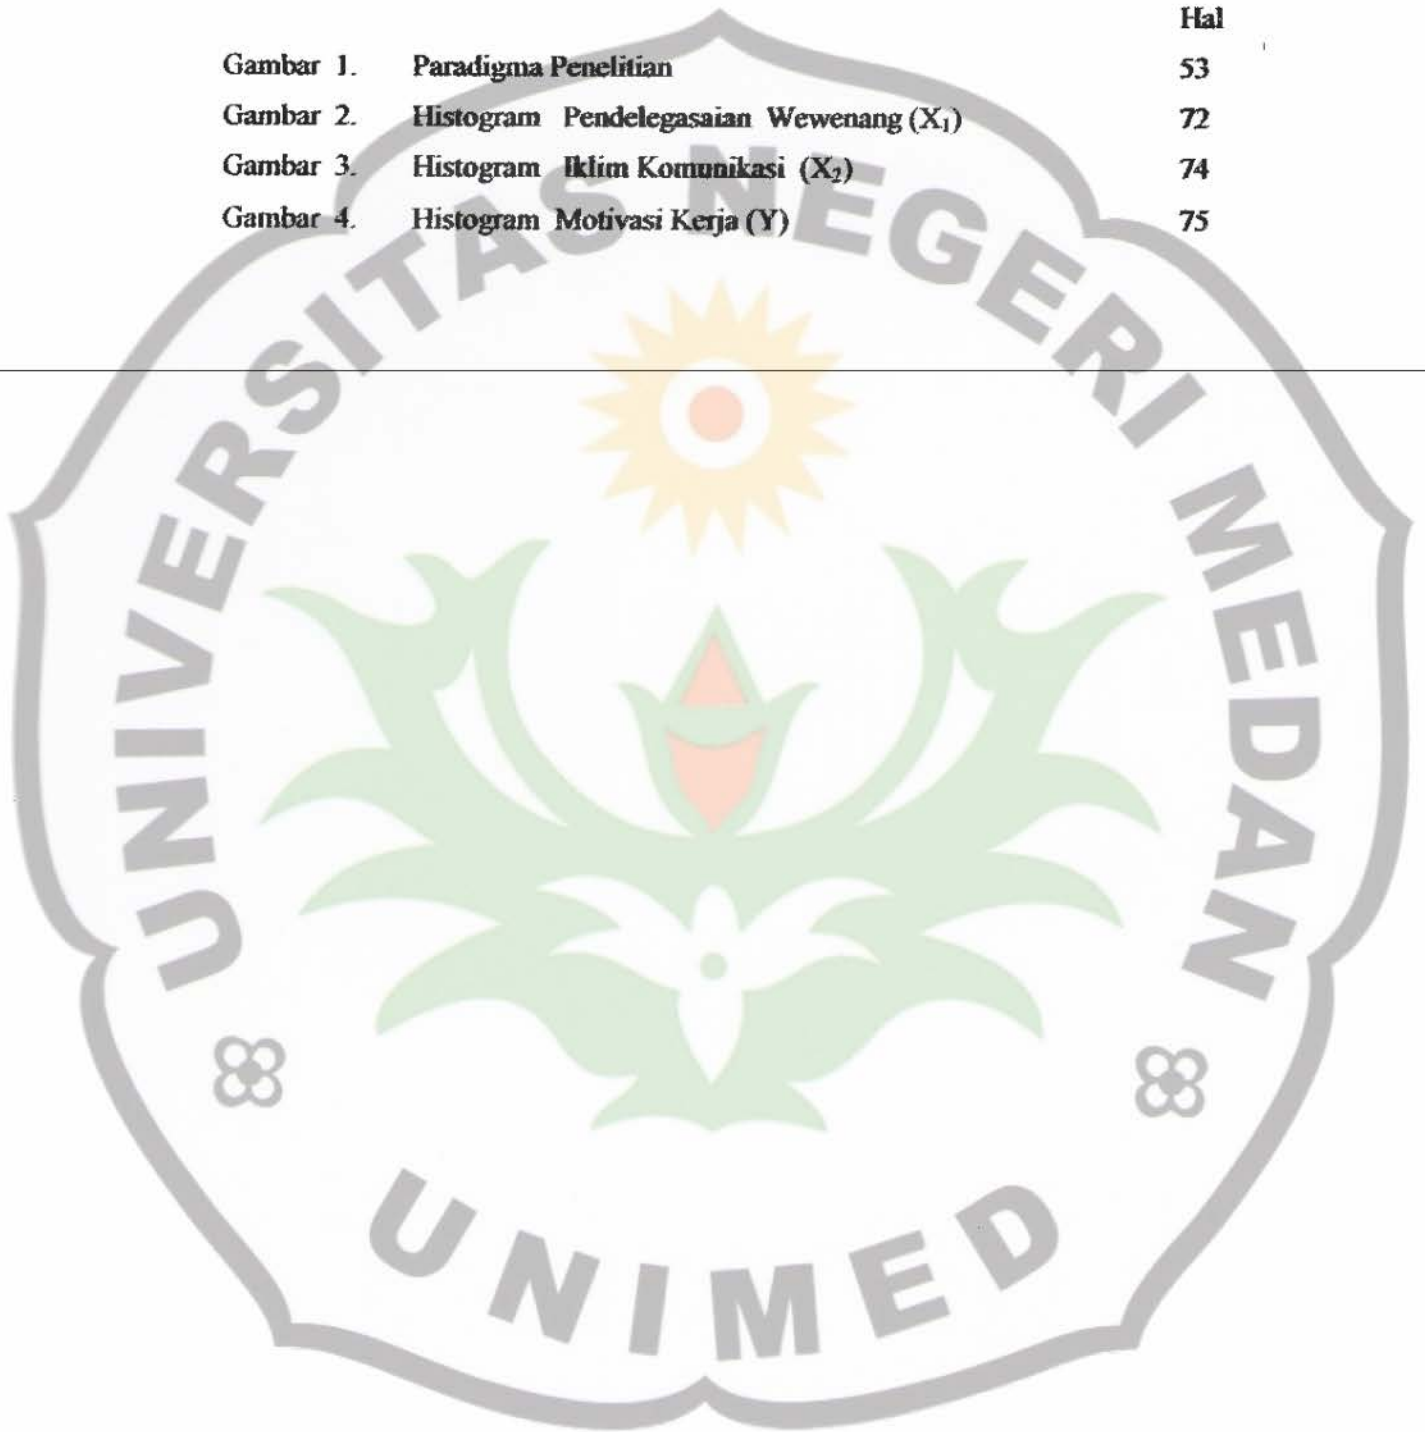 Hal
Gambar 1. Paradigma Penelitian 53
Gambar 2. Histogram Pendelegasaian Wewenang (X₁) 72
Gambar 3. Histogram Iklim Komunikasi (X₂) 74
Gambar 4. Histogram Motivasi Kerja (Y) 75
UNIVERSITAS NEGERI MEDAN
UNIMED